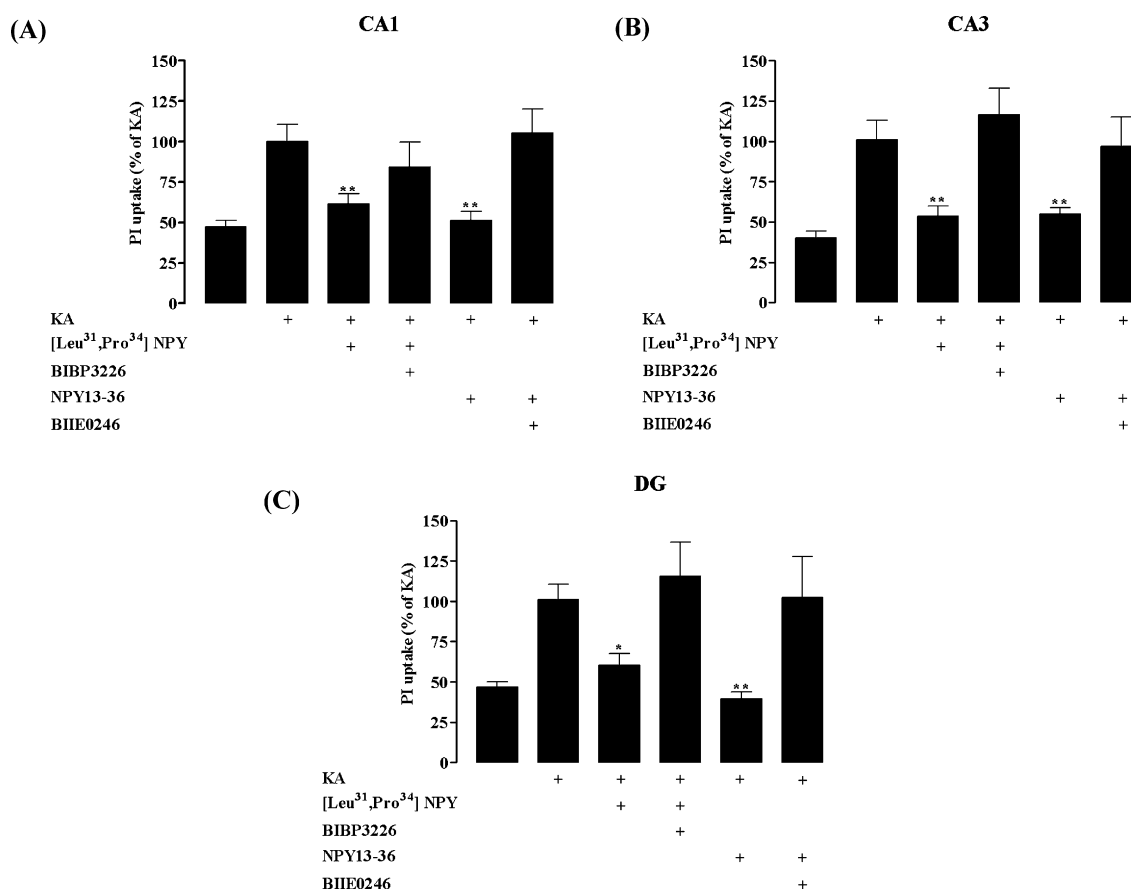 (A)
CA1
PI uptake (% of KA)
150
125
100
75
50
25
0
**
**
KA + + + + +
[Leu31,Pro34] NPY + +
BIBP3226 +
NPY13-36 + +
BIIE0246 +
(B)
CA3
PI uptake (% of KA)
150
125
100
75
50
25
0
**
**
KA + + + + +
[Leu31,Pro34] NPY + +
BIBP3226 +
NPY13-36 + +
BIIE0246 +
(C)
DG
PI uptake (% of KA)
150
125
100
75
50
25
0
*
**
KA + + + + +
[Leu31,Pro34] NPY + +
BIBP3226 +
NPY13-36 + +
BIIE0246 +